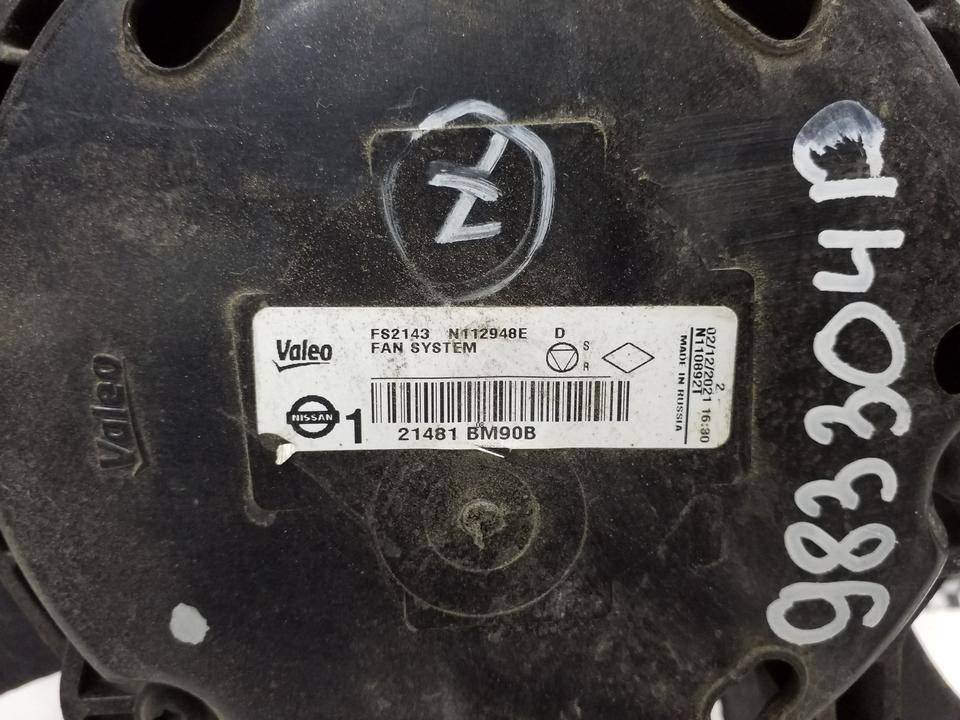 Valeo
FS2143 N112948E D
FAN SYSTEM
S
R
NISSAN
1
21481 BM90B
MADE IN RUSSIA
N110892T
02/12/2021 16:30
2
Valeo
983304